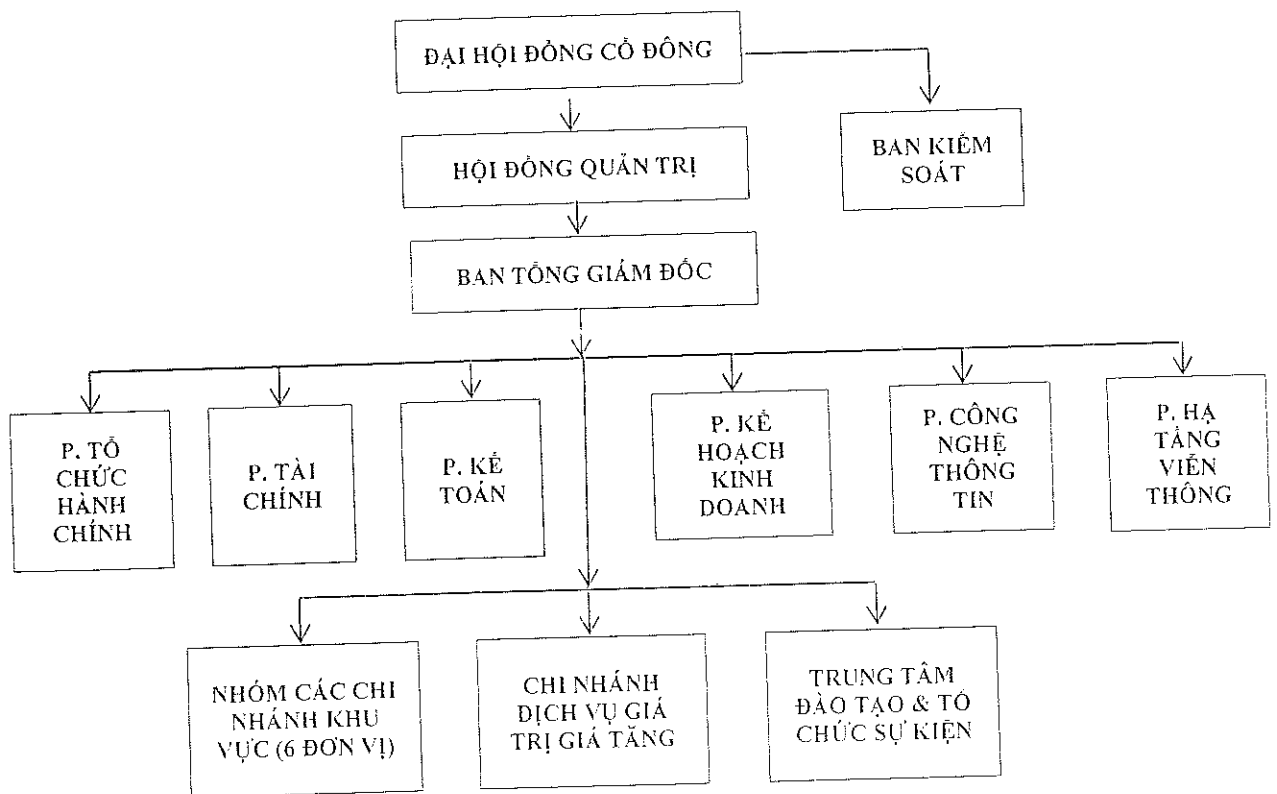 ĐẠI HỘI ĐỒNG CỔ ĐÔNG
BAN KIỂM
SOÁT
HỘI ĐỒNG QUẢN TRỊ
BAN TỔNG GIÁM ĐỐC
P. TỔ
CHỨC
HÀNH
CHÍNH
P. TÀI
CHÍNH
P. KẾ
TOÁN
P. KẾ
HOẠCH
KINH
DOANH
P. CÔNG
NGHỆ
THÔNG
TIN
P. HẠ
TẦNG
VIỄN
THÔNG
NHÓM CÁC CHI
NHÁNH KHU
VỰC (6 ĐƠN VỊ)
CHI NHÁNH
DỊCH VỤ GIÁ
TRỊ GIÁ TĂNG
TRUNG TÂM
ĐÀO TẠO & TỔ
CHỨC SỰ KIỆN